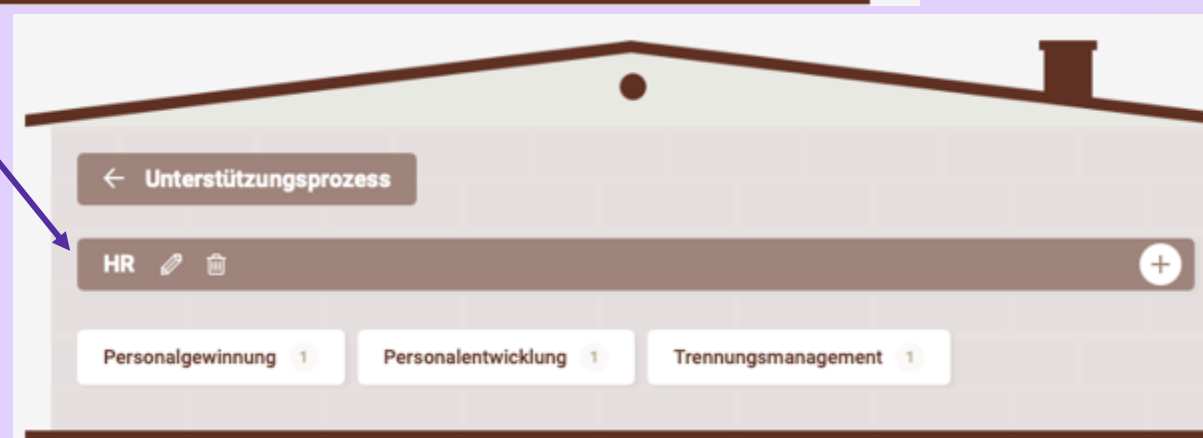 Unterstützungsprozess
HR
Personalgewinnung 1 Personalentwicklung 1 Trennungsmanagement 1